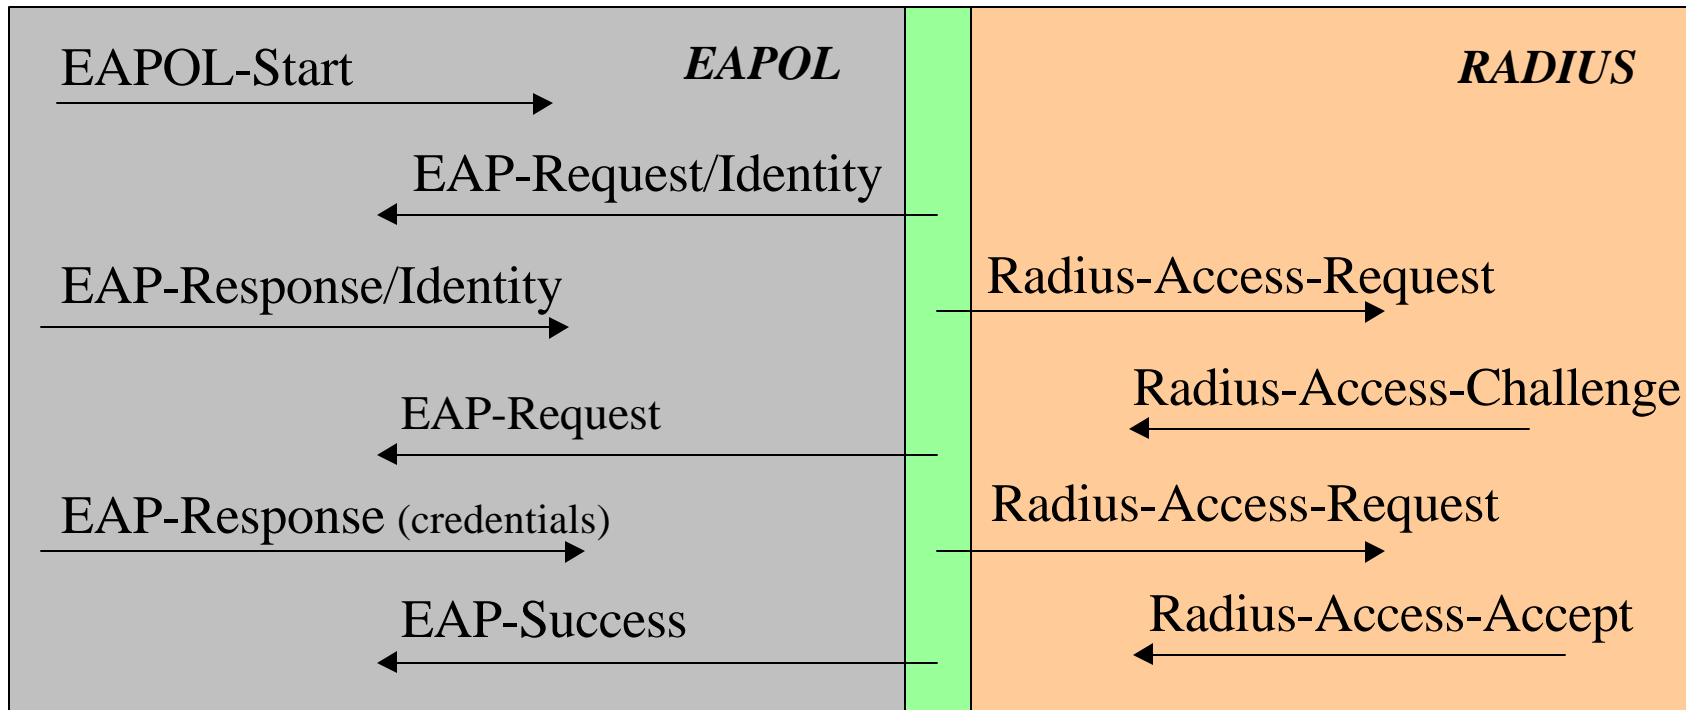 EAPOL-Start
EAPOL
RADIUS
EAP-Request/Identity
EAP-Response/Identity
Radius-Access-Request
Radius-Access-Challenge
EAP-Request
EAP-Response (credentials)
Radius-Access-Request
EAP-Success
Radius-Access-Accept